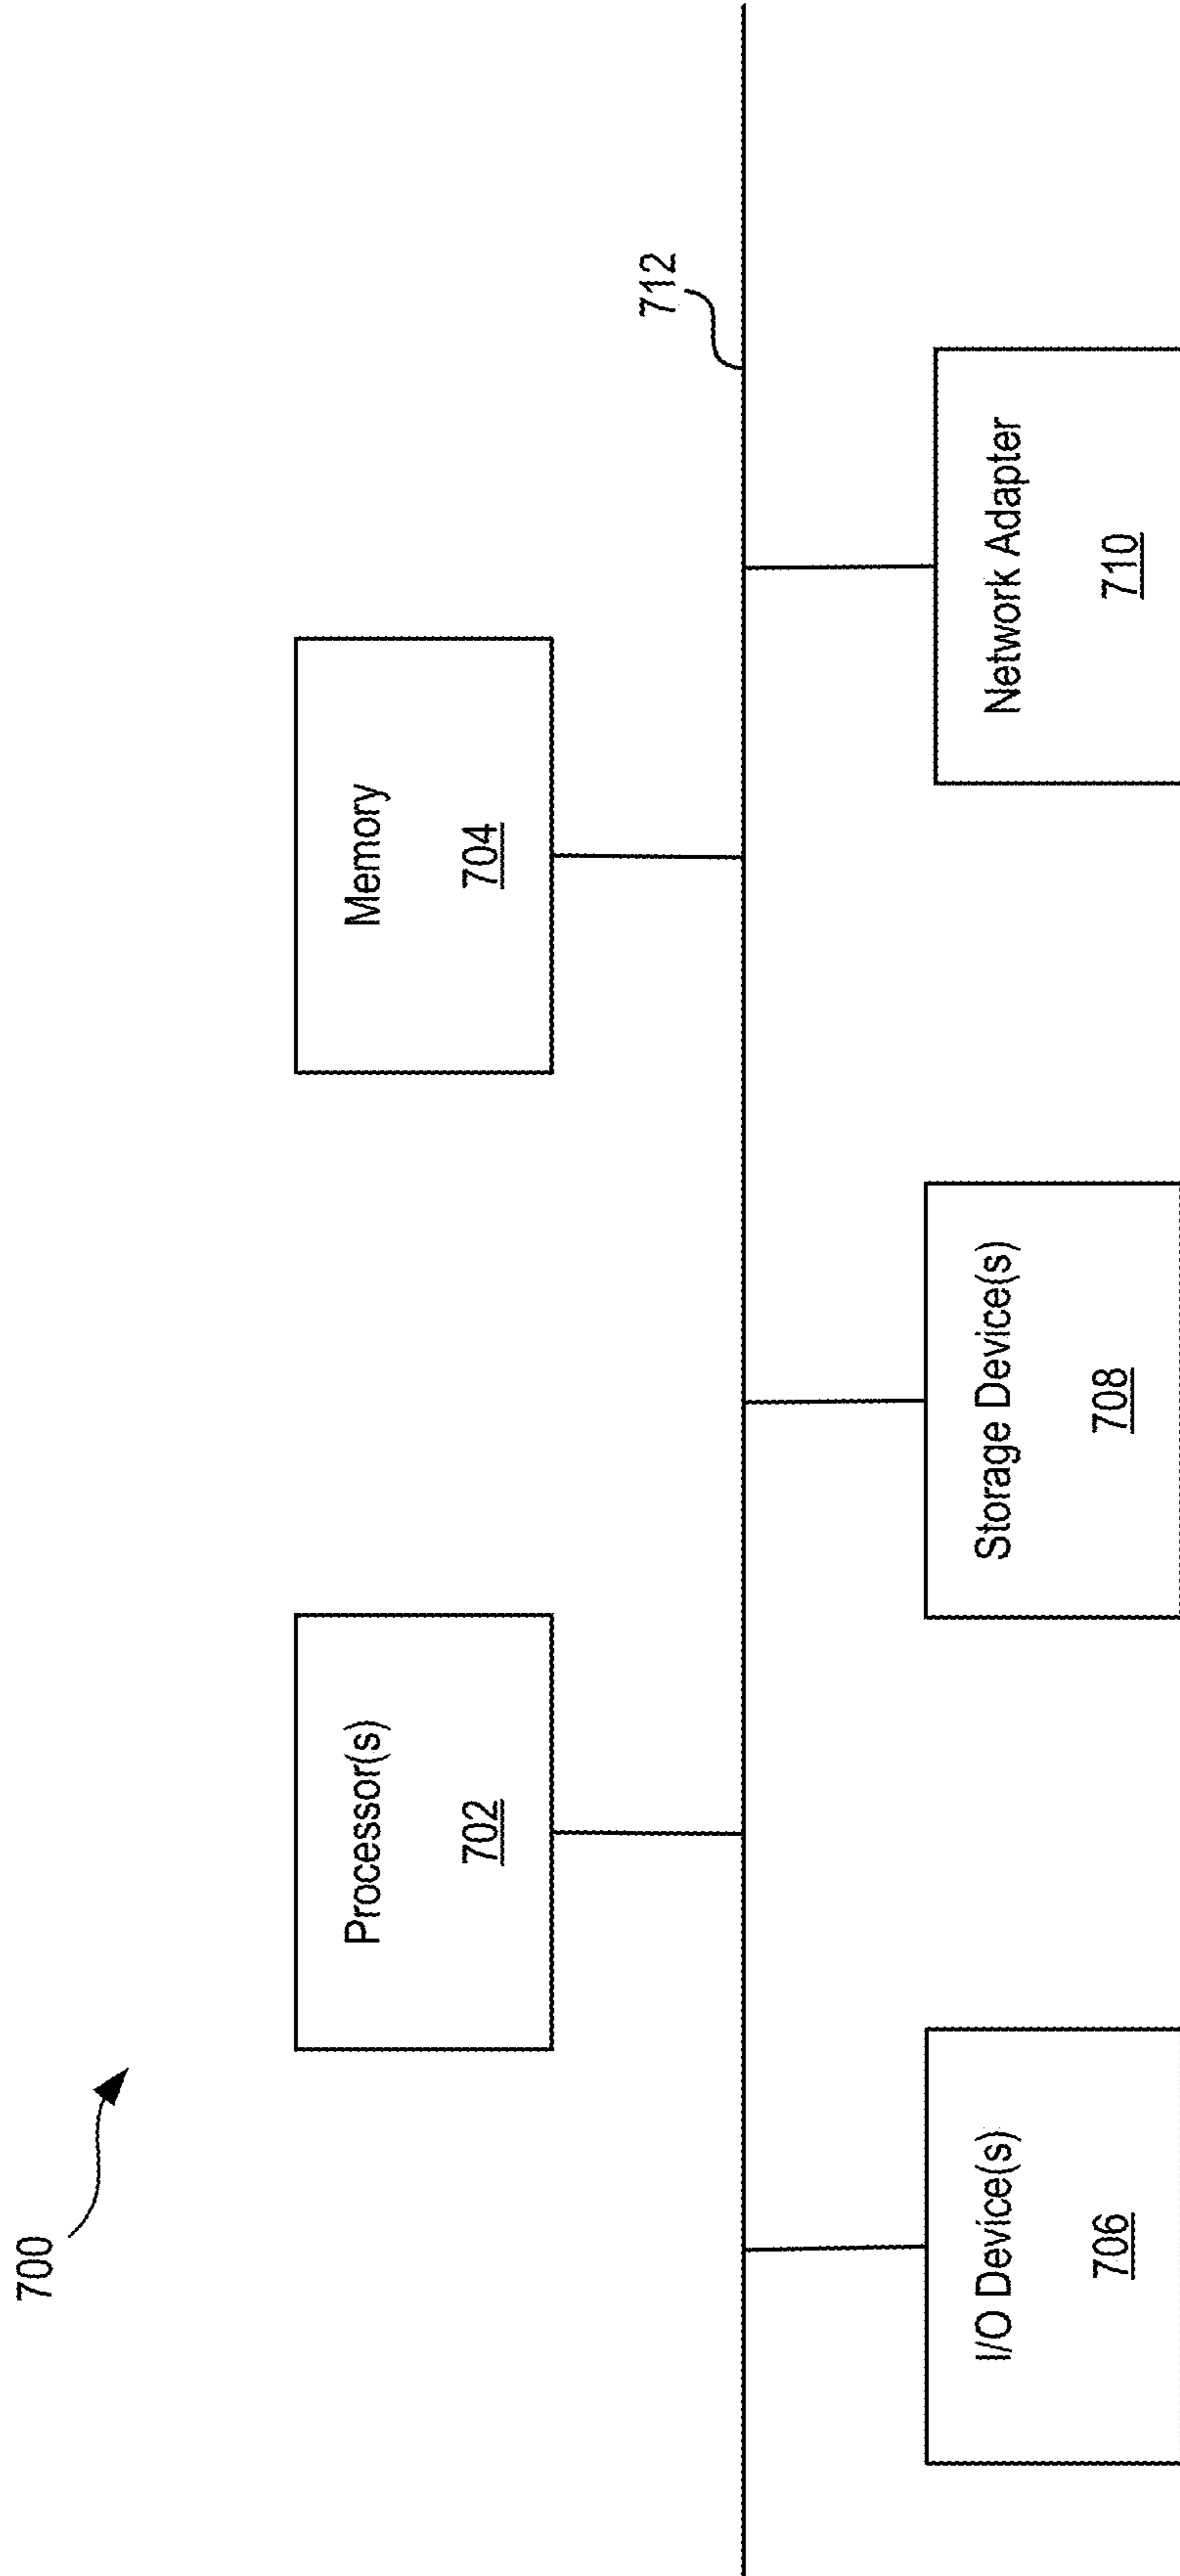 700
Processor(s)
702
Memory
704
712
I/O Device(s)
706
Storage Device(s)
708
Network Adapter
710